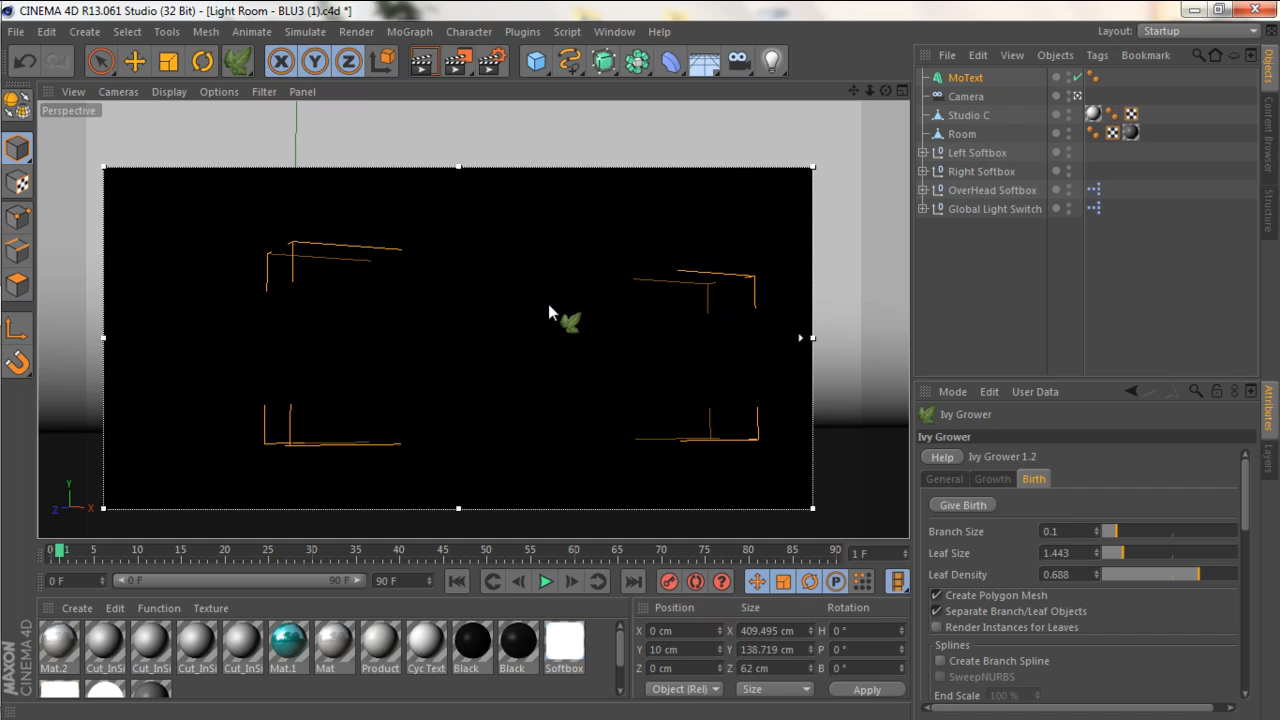 CINEMA 4D R13.061 Studio (32 Bit) - [Light Room - BLU3 (1).c4d *]
File Edit Create Select Tools Mesh Animate Simulate Render MoGraph Character Plugins Script Window Help
Layout: Startup
File Edit View Objects Tags Bookmark
View Cameras Display Options Filter Panel
Perspective
MoText
Camera
Studio C
Room
Left Softbox
Right Softbox
OverHead Softbox
Global Light Switch
Objects
Content Browser
Structure
Mode Edit User Data
Ivy Grower
Ivy Grower
Help Ivy Grower 1.2
General Growth Birth
Give Birth
Branch Size 0.1
Leaf Size 1.443
Leaf Density 0.688
Create Polygon Mesh
Separate Branch/Leaf Objects
Render Instances for Leaves
Splines
Create Branch Spline
SweepNURBS
End Scale 100 %
Attributes
Layers
Y
Z X
0 1 5 10 15 20 25 30 35 40 45 50 55 60 65 70 75 80 85 90 1 F
0 F 0 F 90 F 90 F
Create Edit Function Texture
Mat.2 Cut_InSi Cut_InSi Cut_InSi Cut_InSi Mat.1 Mat Product Cyc Text Black Black Softbox
Position Size Rotation
X 0 cm X 409.495 cm H 0 °
Y 10 cm Y 138.719 cm P 0 °
Z 0 cm Z 62 cm B 0 °
Object (Rel) Size Apply
MAXON CINEMA 4D